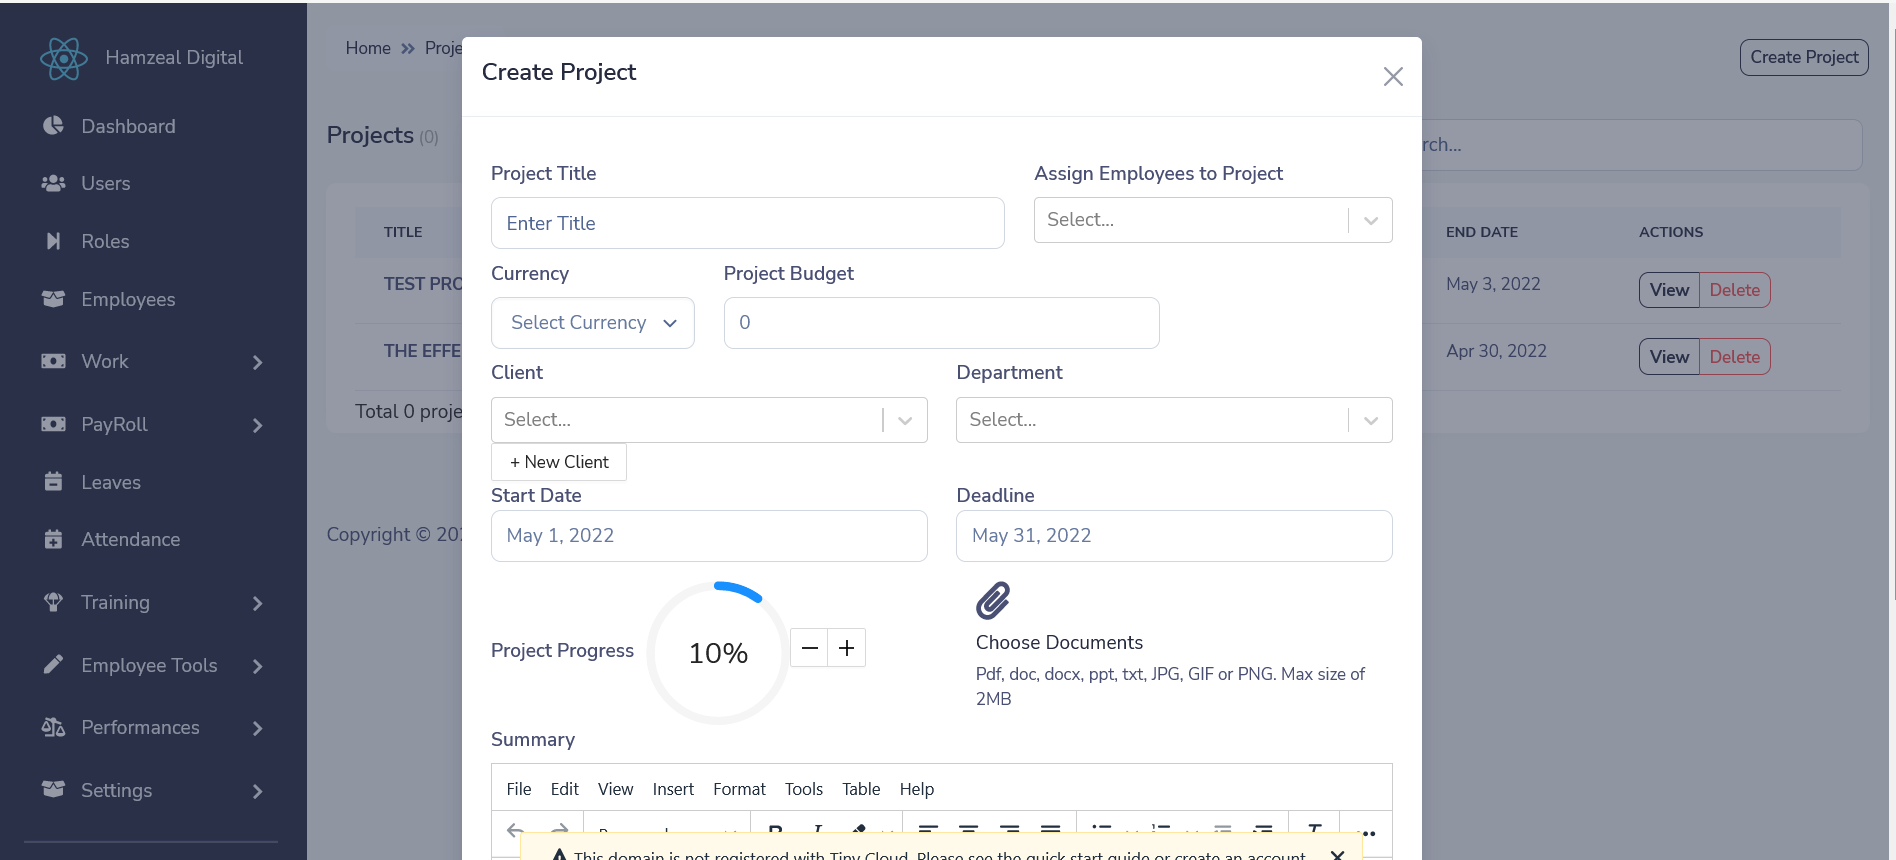 Hamzeal Digital
Dashboard
Users
Roles
Employees
Work
PayRoll
Leaves
Attendance
Training
Employee Tools
Performances
Settings
Home
Create Project
Projects (0)
TITLE
END DATE
ACTIONS
TEST PRO
May 3, 2022
View
Delete
THE EFFE
Apr 30, 2022
View
Delete
Total 0 proje
Copyright ©
Create Project
Project Title
Assign Employees to Project
Enter Title
Select...
Currency
Project Budget
Select Currency
0
Client
Department
Select...
Select...
+ New Client
Start Date
Deadline
May 1, 2022
May 31, 2022
Project Progress
10%
Choose Documents
Pdf, doc, docx, ppt, txt, JPG, GIF or PNG. Max size of
2MB
Summary
File Edit View Insert Format Tools Table Help
This domain is not registered with Tiny Cloud. Please see the quick start guide or create an account